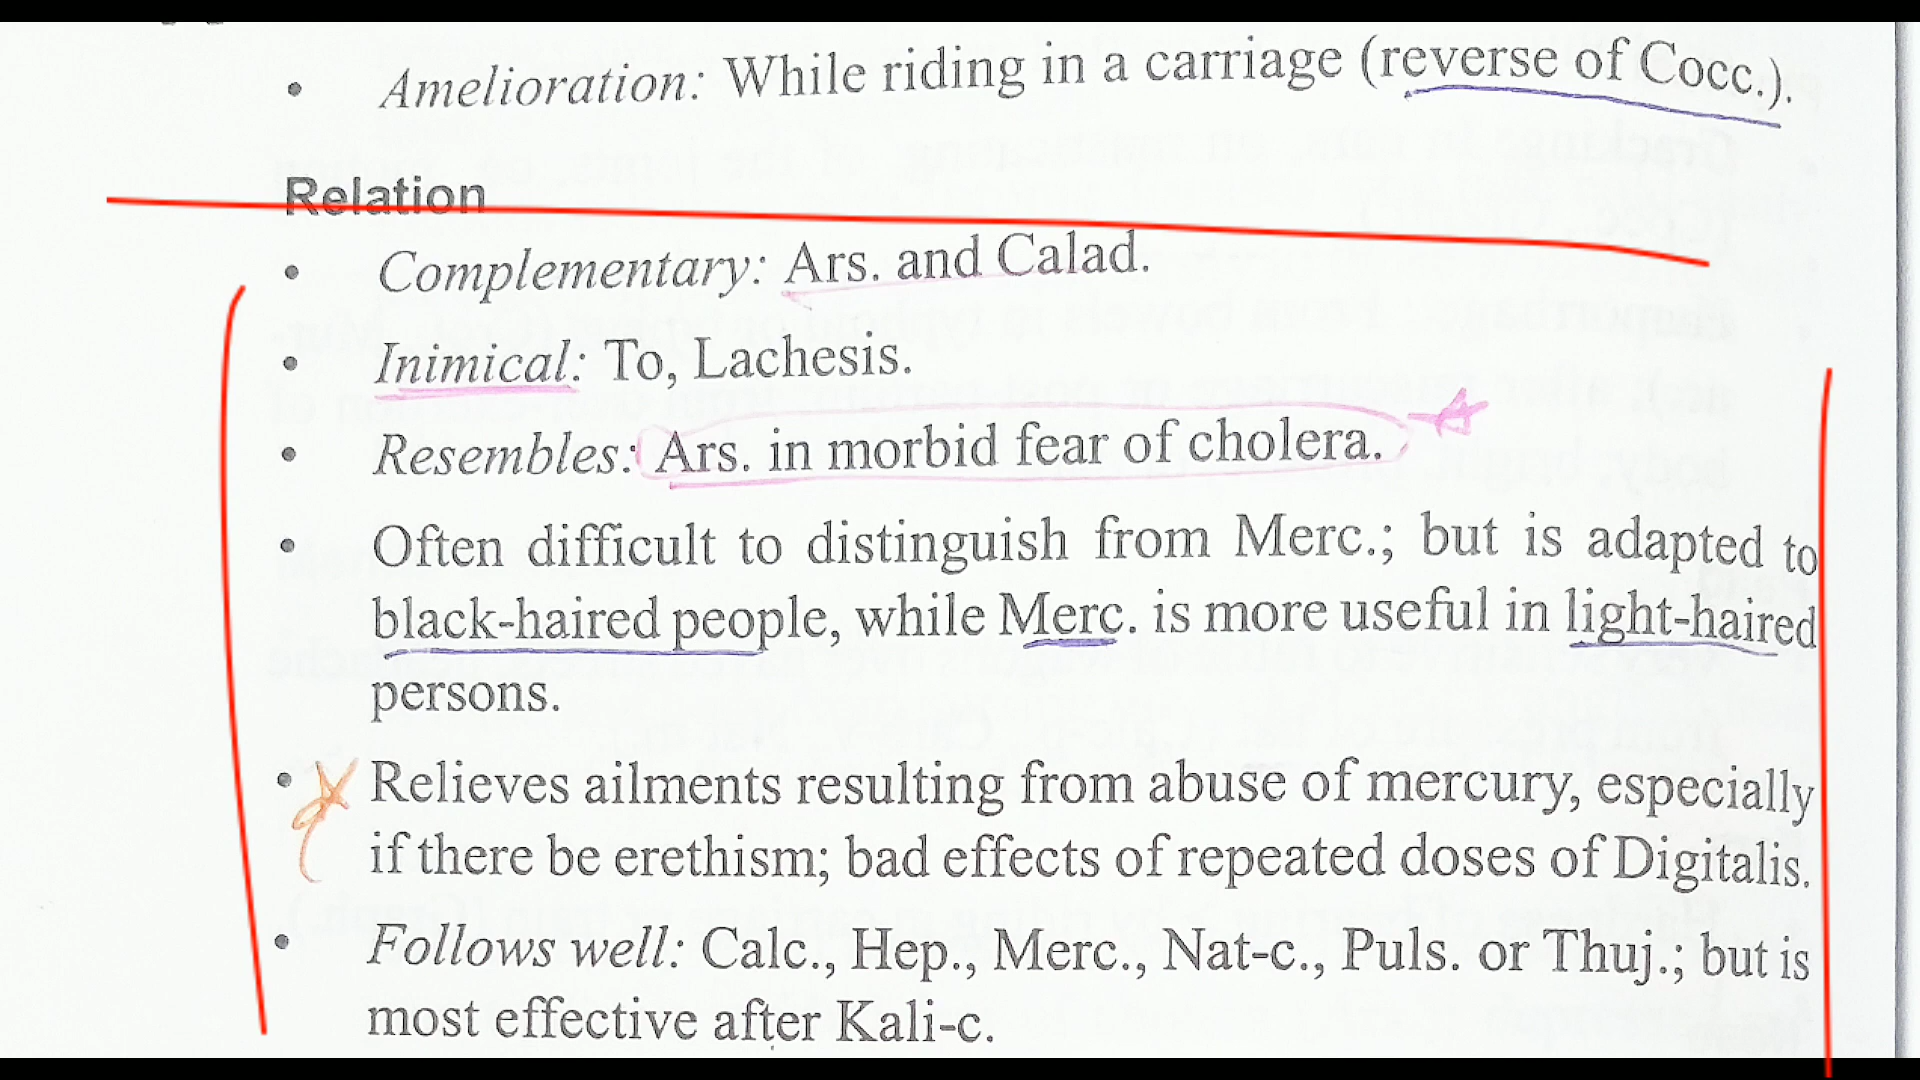 • Amelioration: While riding in a carriage (reverse of Cocc.).
Relation
• Complementary: Ars. and Calad.
• Inimical: To, Lachesis.
• Resembles: Ars. in morbid fear of cholera.
• Often difficult to distinguish from Merc.; but is adapted to
black-haired people, while Merc. is more useful in light-haired
persons.
• Relieves ailments resulting from abuse of mercury, especially
if there be erethism; bad effects of repeated doses of Digitalis.
• Follows well: Calc., Hep., Merc., Nat-c., Puls. or Thuj.; but is
most effective after Kali-c.